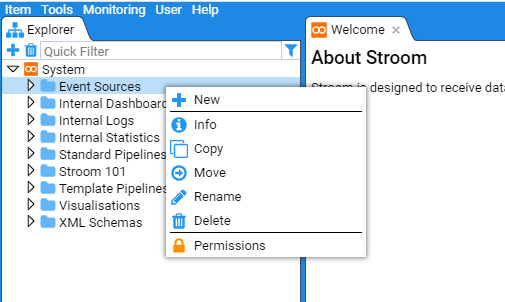 Item Tools Monitoring User Help
Explorer
Welcome
Quick Filter
About Stroom
System
Stroom is designed to receive data
Event Sources
Internal Dashboard
Internal Logs
Internal Statistics
Standard Pipelines
Stroom 101
Template Pipelines
Visualisations
XML Schemas
New
Info
Copy
Move
Rename
Delete
Permissions